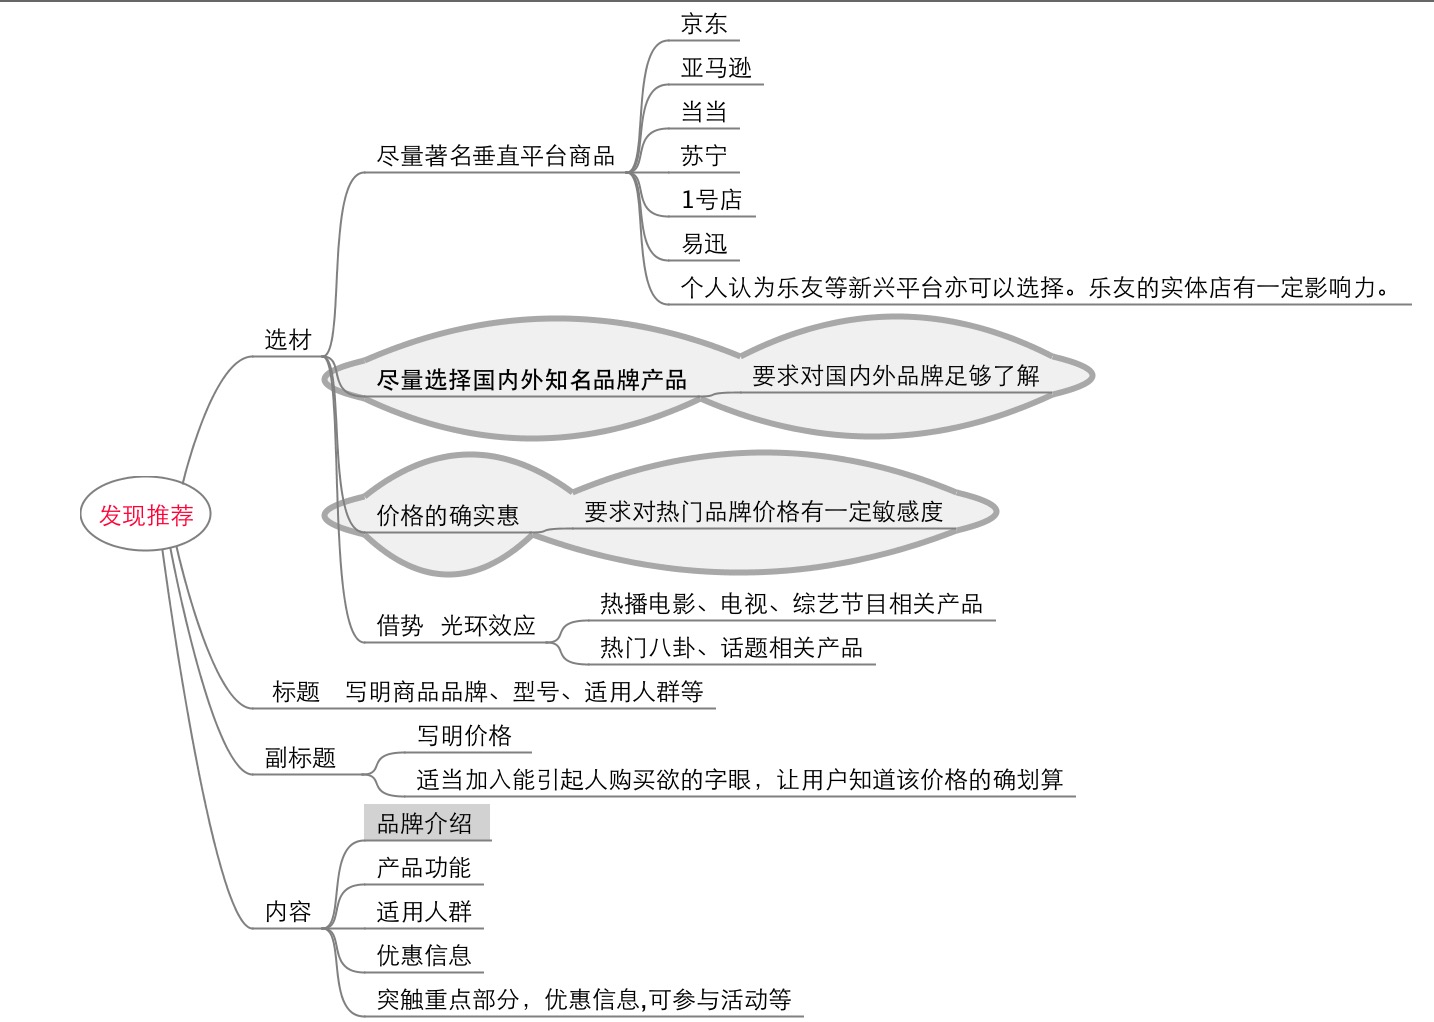 京东
亚马逊
当当
尽量著名垂直平台商品
苏宁
1号店
易迅
个人认为乐友等新兴平台亦可以选择。乐友的实体店有一定影响力。
选材
尽量选择国内外知名品牌产品
要求对国内外品牌足够了解
发现推荐
价格的确实惠
要求对热门品牌价格有一定敏感度
借势 光环效应
热播电影、电视、综艺节目相关产品
热门八卦、话题相关产品
标题 写明商品品牌、型号、适用人群等
副标题
写明价格
适当加入能引起人购买欲的字眼，让用户知道该价格的确划算
内容
品牌介绍
产品功能
适用人群
优惠信息
突触重点部分，优惠信息,可参与活动等